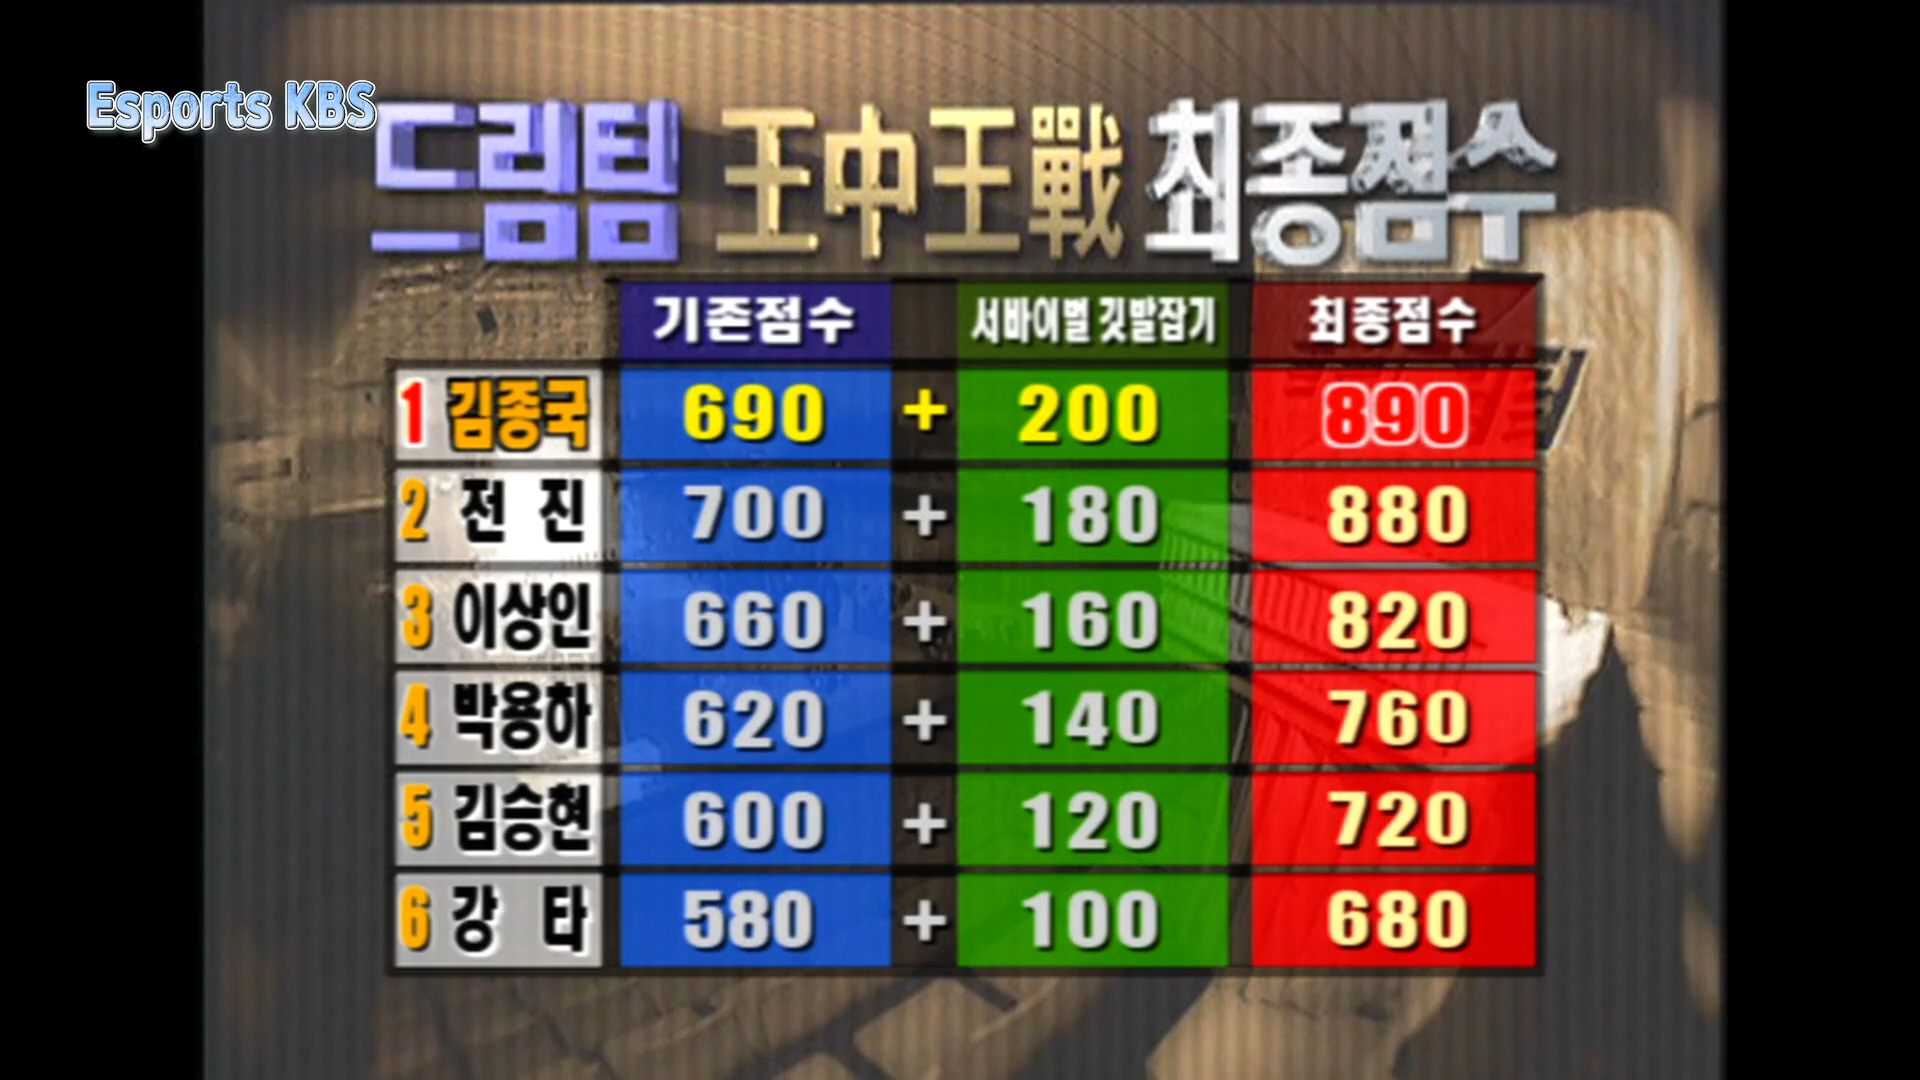 Esports KBS
드림팀 王中王戰 최종점수
기존점수 서바이벌 깃발잡기 최종점수
1 김종국 690 + 200 890
2 전 진 700 + 180 880
3 이상인 660 + 160 820
4 박용하 620 + 140 760
5 김승현 600 + 120 720
6 강 타 580 + 100 680